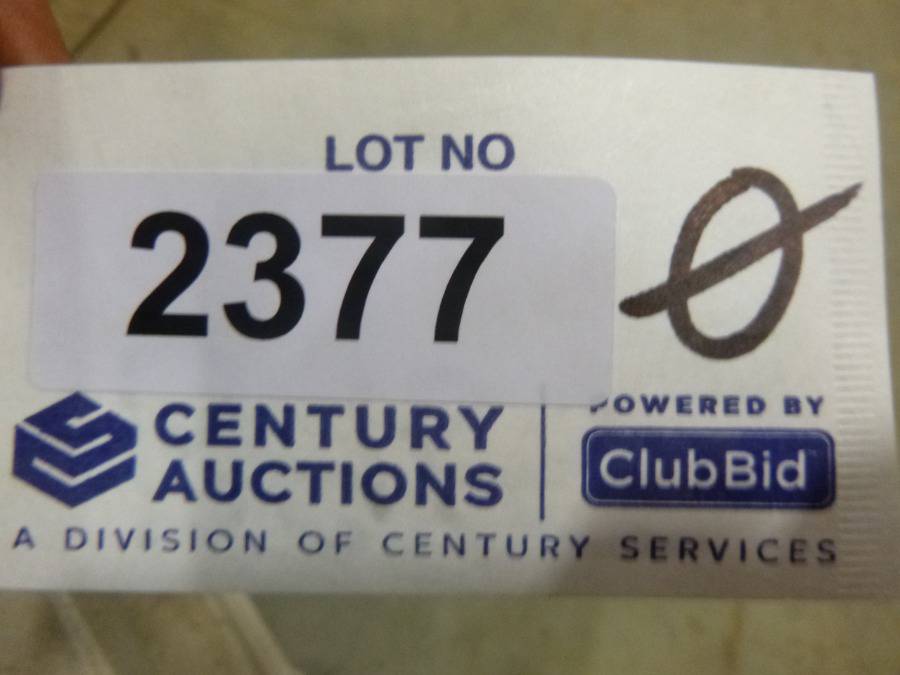 LOT NO
2377
Ø
CENTURY
AUCTIONS
POWERED BY
ClubBid
A DIVISION OF CENTURY SERVICES